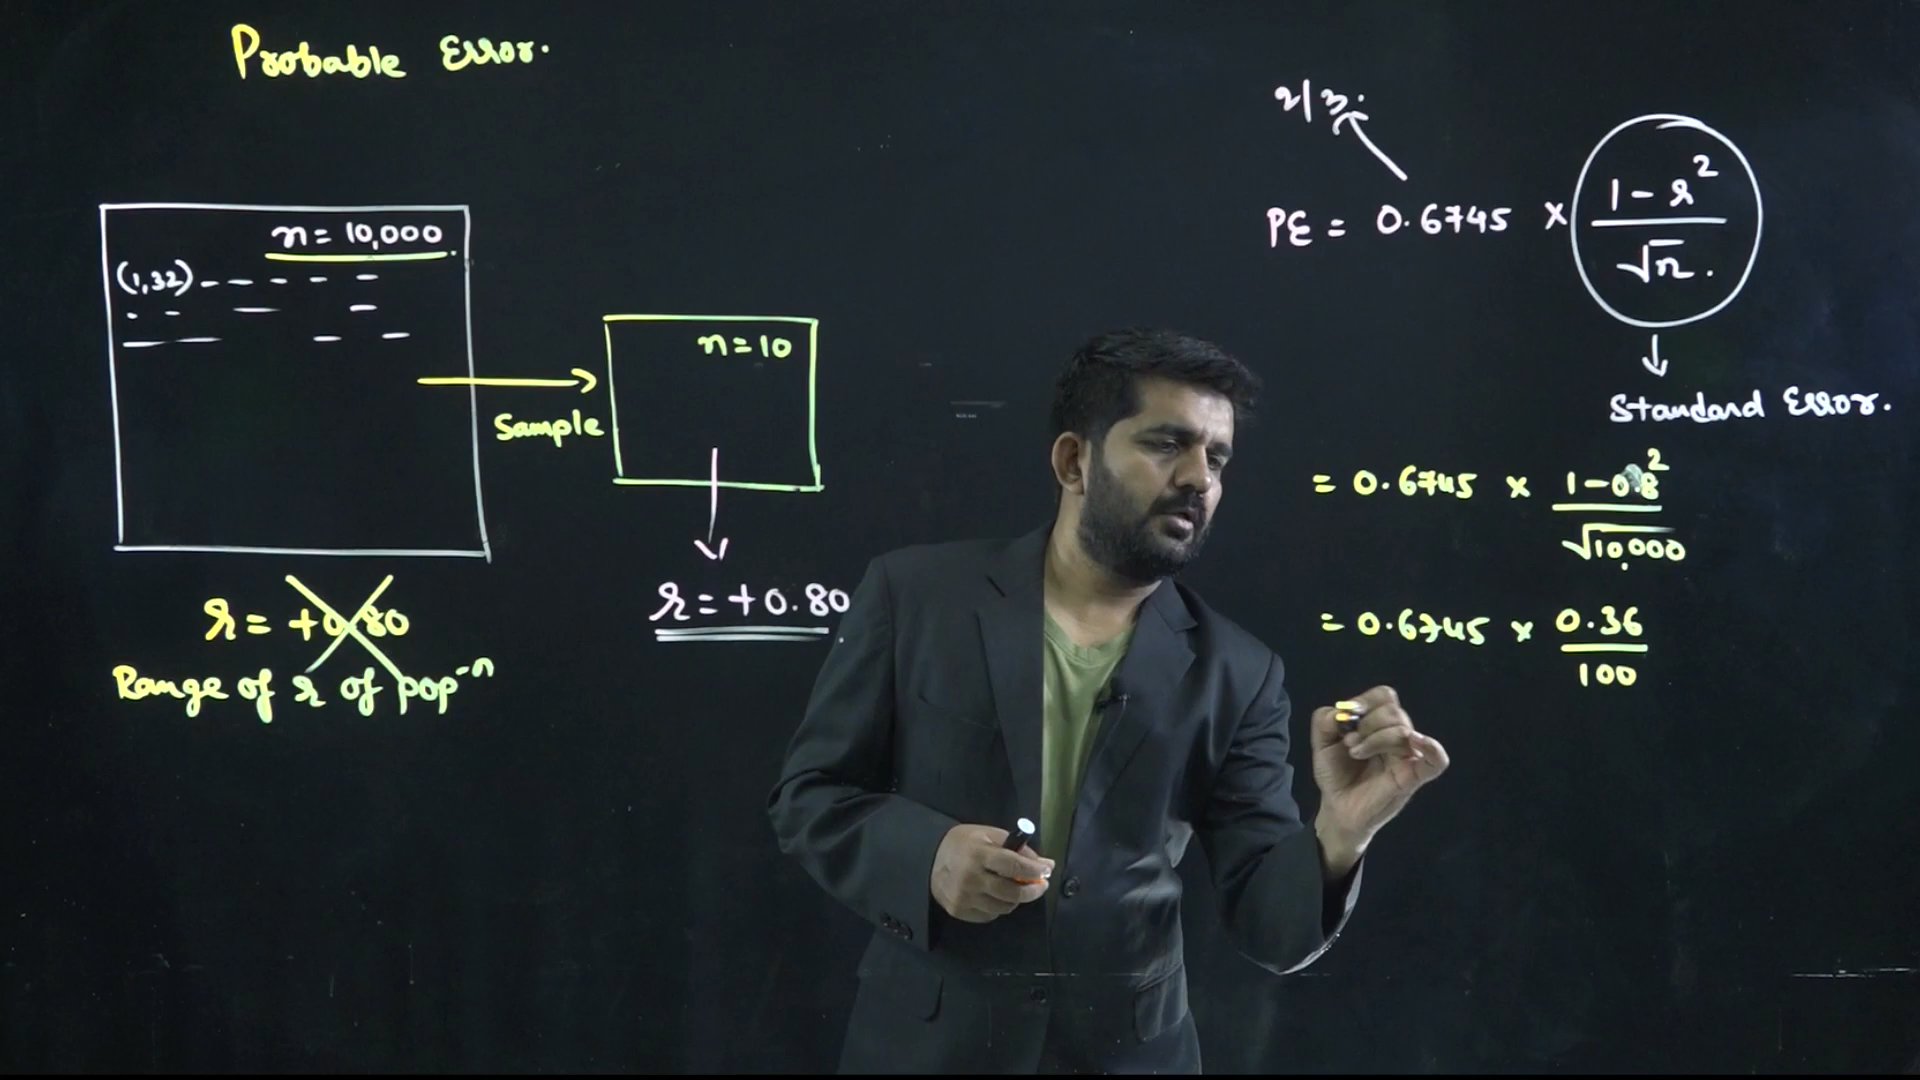 Probable Error.
n = 10,000
(1,32)
Sample
n = 10
r = +0.80
r = +0.80
Range of r of pop⁻ⁿ
2/3.
PE = 0.6745 × (1 - r²)/√n.
Standard Error.
= 0.6745 × (1 - 0.8²)/√10,000
= 0.6745 × 0.36/100